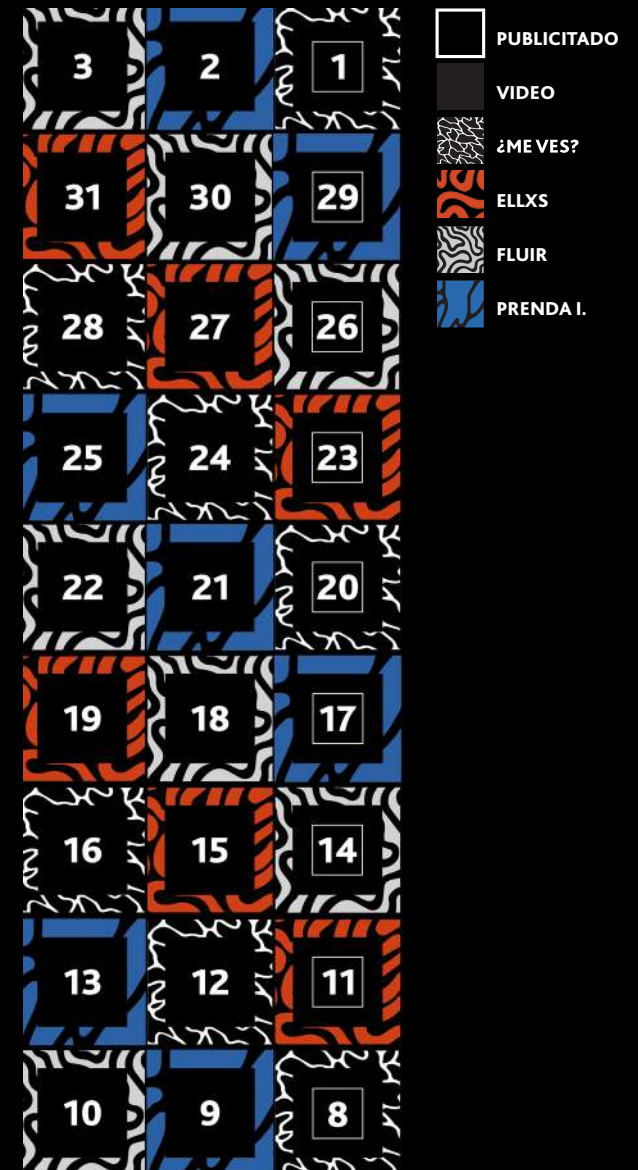 3 2 1
31 30 29
28 27 26
25 24 23
22 21 20
19 18 17
16 15 14
13 12 11
10 9 8
PUBLICITADO
VIDEO
¿ME VES?
ELLXS
FLUIR
PRENDA I.